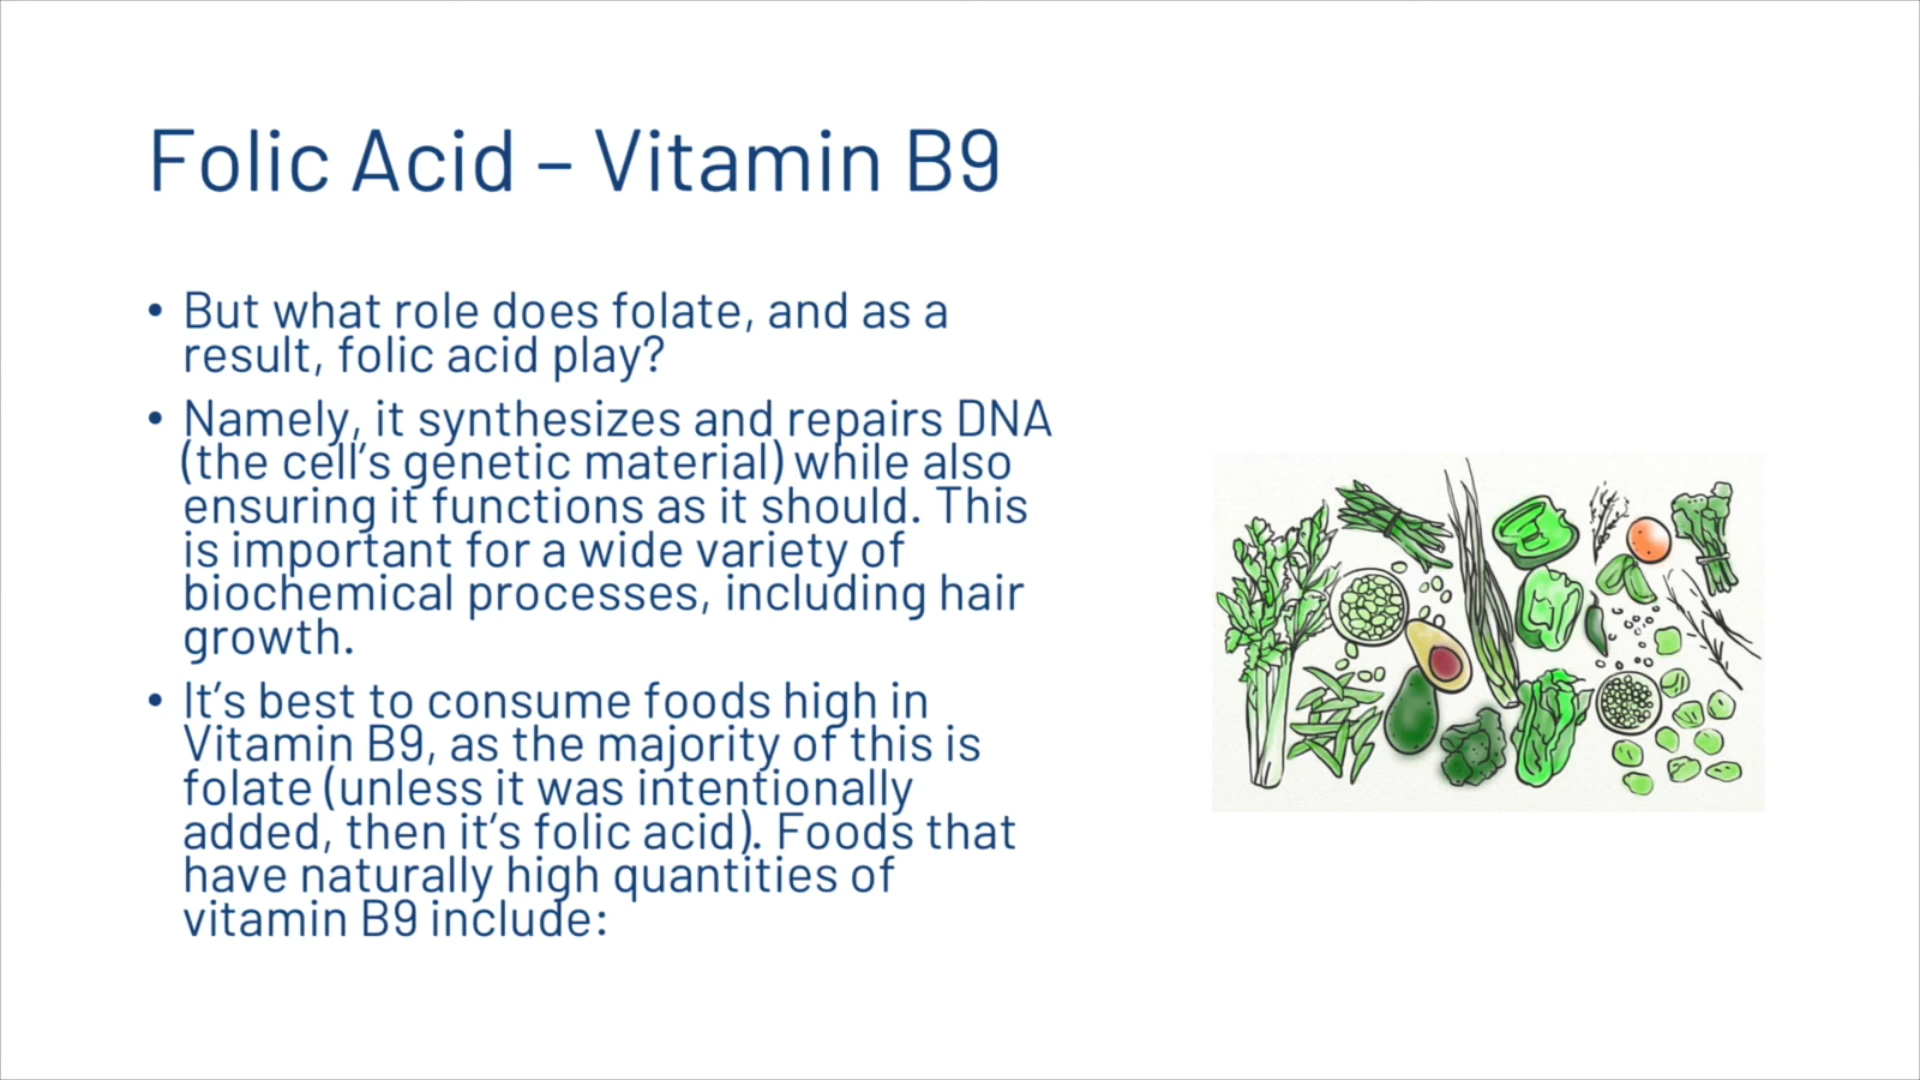 Folic Acid – Vitamin B9
• But what role does folate, and as a
result, folic acid play?
• Namely, it synthesizes and repairs DNA
(the cell’s genetic material) while also
ensuring it functions as it should. This
is important for a wide variety of
biochemical processes, including hair
growth.
• It’s best to consume foods high in
Vitamin B9, as the majority of this is
folate (unless it was intentionally
added, then it’s folic acid). Foods that
have naturally high quantities of
vitamin B9 include: